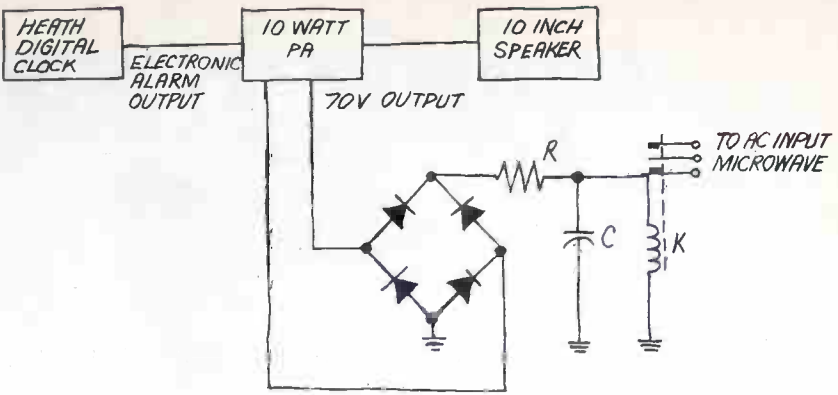 HEATH
DIGITAL
CLOCK
ELECTRONIC
ALARM
OUTPUT
10 WATT
PA
70V OUTPUT
10 INCH
SPEAKER
R
C
K
TO AC INPUT
MICROWAVE